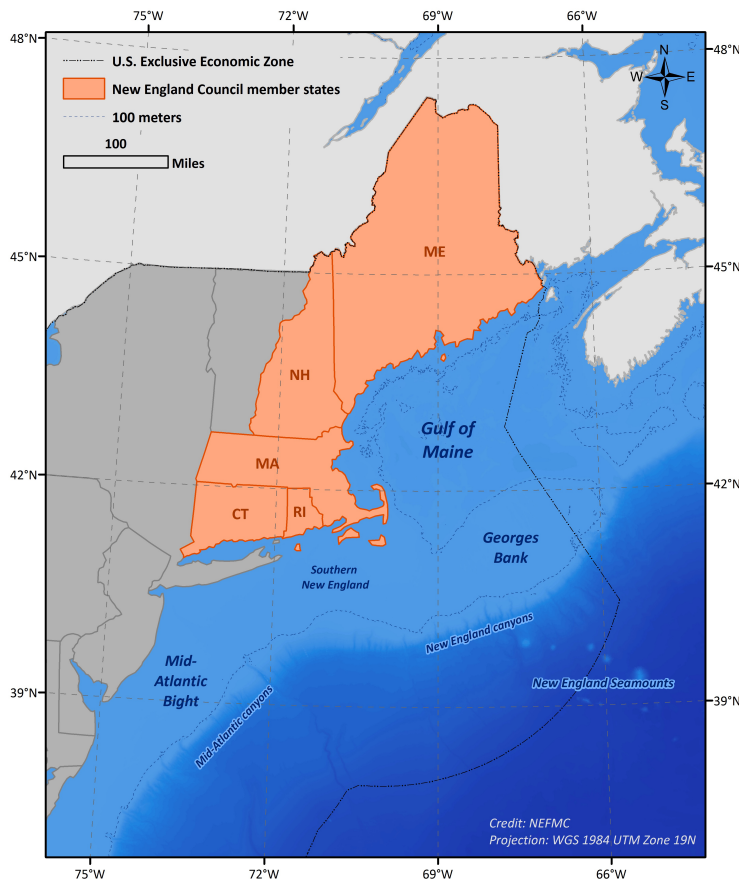 75°W 72°W 69°W 66°W
48°N
48°N
U.S. Exclusive Economic Zone
New England Council member states
100 meters
100
Miles
N
W E
S
ME
45°N
45°N
NH
Gulf of
Maine
MA
42°N
42°N
CT
RI
Georges
Bank
Southern
New England
New England canyons
Mid-
Atlantic
Bight
New England Seamounts
39°N
39°N
Mid-Atlantic canyons
Credit: NEFMC
Projection: WGS 1984 UTM Zone 19N
75°W 72°W 69°W 66°W